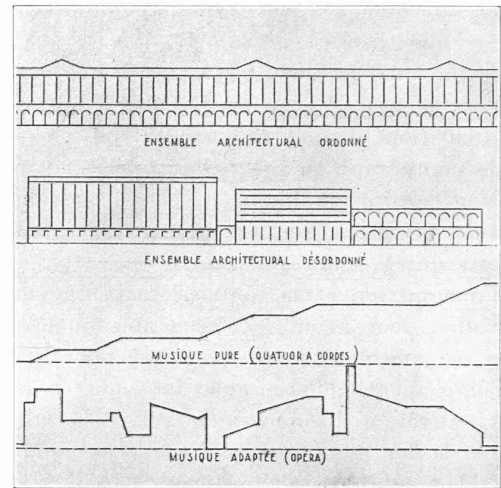 ENSEMBLE ARCHITECTURAL ORDONNÉ
ENSEMBLE ARCHITECTURAL DÉSORDONNÉ
MUSIQUE PURE (QUATUOR A CORDES)
MUSIQUE ADAPTÉE (OPÉRA)